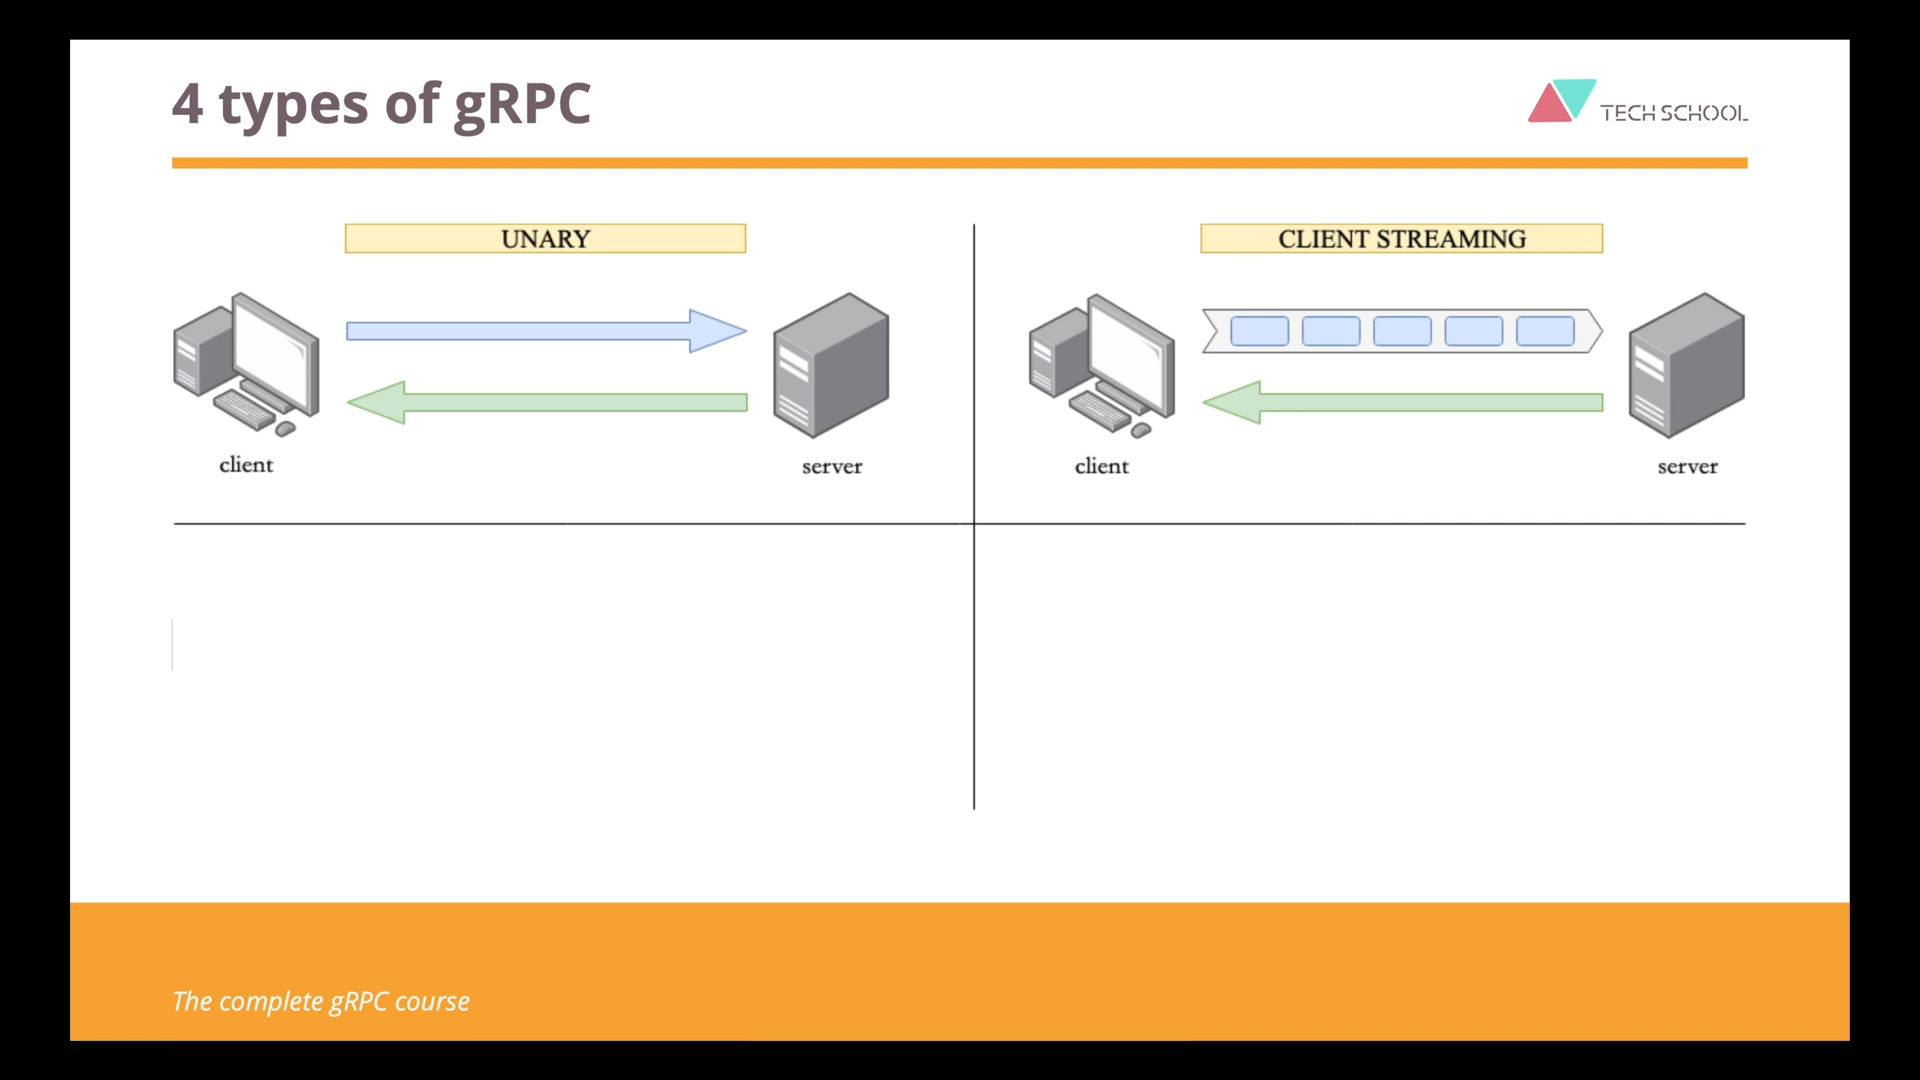 4 types of gRPC
TECH SCHOOL
UNARY
CLIENT STREAMING
client
server
client
server
The complete gRPC course